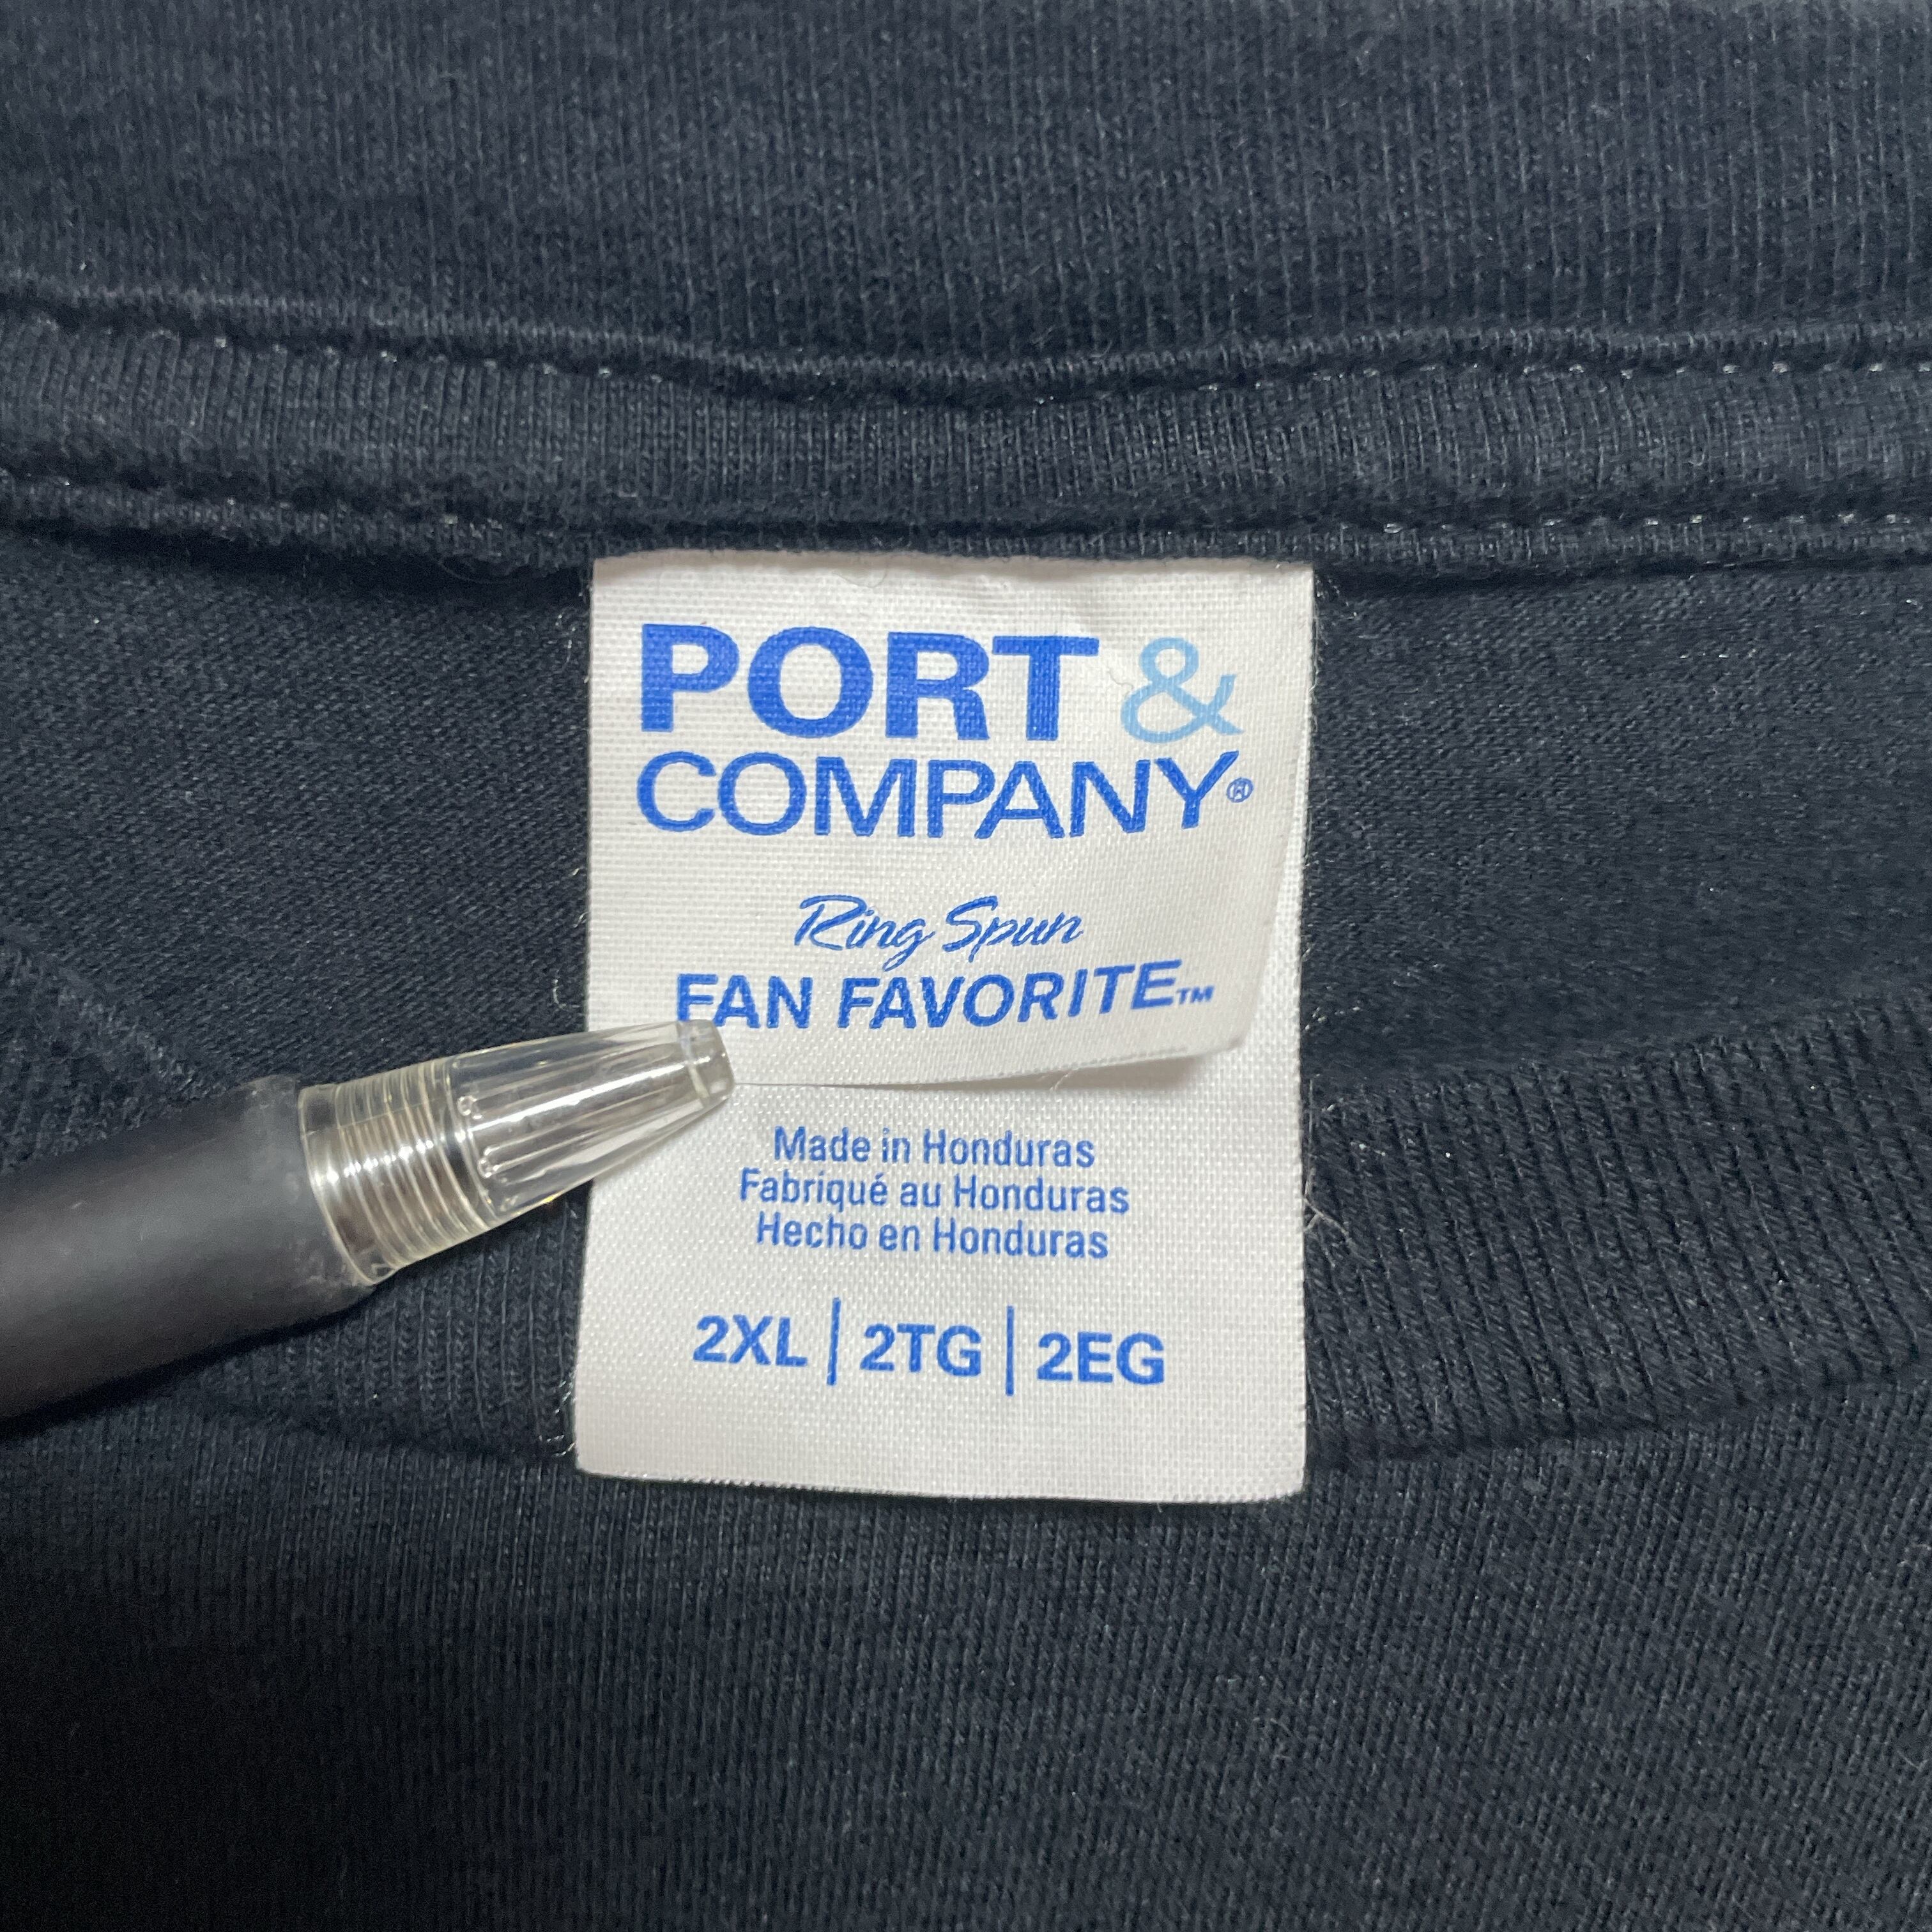 PORT &
COMPANY®
Ring Spun
FAN FAVORITE™
Made in Honduras
Fabriqué au Honduras
Hecho en Honduras
2XL | 2TG | 2EG